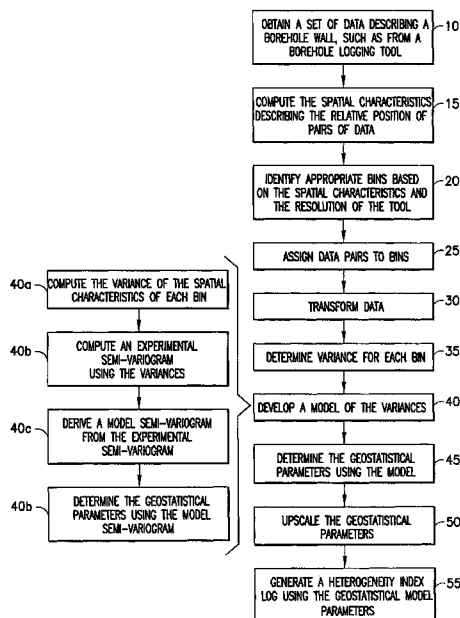 OBTAIN A SET OF DATA DESCRIBING A
BOREHOLE WALL, SUCH AS FROM A
BOREHOLE LOGGING TOOL
10
COMPUTE THE SPATIAL CHARACTERISTICS
DESCRIBING THE RELATIVE POSITION OF
PAIRS OF DATA
15
IDENTIFY APPROPRIATE BINS BASED
ON THE SPATIAL CHARACTERISTICS AND
THE RESOLUTION OF THE TOOL
20
ASSIGN DATA PAIRS TO BINS
25
TRANSFORM DATA
30
DETERMINE VARIANCE FOR EACH BIN
35
DEVELOP A MODEL OF THE VARIANCES
40
DETERMINE THE GEOSTATISTICAL
PARAMETERS USING THE MODEL
45
UPSCALE THE GEOSTATISTICAL
PARAMETERS
50
GENERATE A HETEROGENEITY INDEX
LOG USING THE GEOSTATISTICAL MODEL
PARAMETERS
55
40a
COMPUTE THE VARIANCE OF THE SPATIAL
CHARACTERISTICS OF EACH BIN
40b
COMPUTE AN EXPERIMENTAL
SEMI-VARIOGRAM
USING THE VARIANCES
40c
DERIVE A MODEL SEMI-VARIOGRAM
FROM THE EXPERIMENTAL
SEMI-VARIOGRAM
40b
DETERMINE THE GEOSTATISTICAL
PARAMETERS USING THE MODEL
SEMI-VARIOGRAM